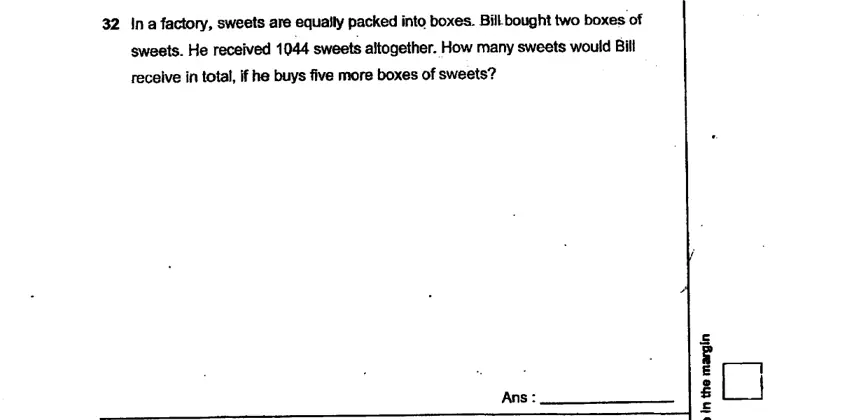 32 In a factory, sweets are equally packed into boxes. Bill bought two boxes of
sweets. He received 1044 sweets altogether. How many sweets would Bill
receive in total, if he buys five more boxes of sweets?
Ans :
in the margin